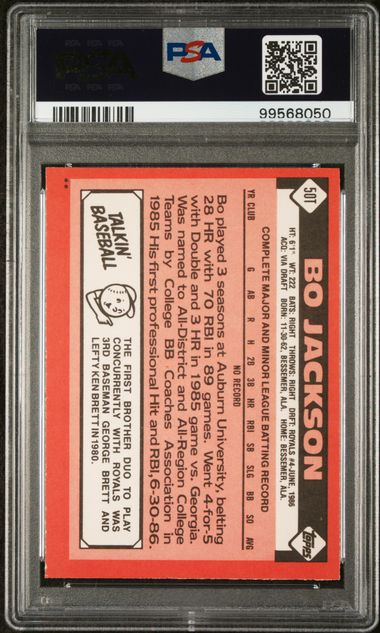 PSA
99568050
50T
BO JACKSON
HT: 6'1" WT: 222 BATS: RIGHT THROWS: RIGHT DRFT: ROYALS #4-JUNE, 1986
ACQ: VIA DRAFT BORN: 11-30-62, BESSEMER, ALA. HOME: BESSEMER, ALA.
topps
COMPLETE MAJOR AND MINOR LEAGUE BATTING RECORD
YR CLUB G AB R H 2B 3B HR RBI SB SLG BB SO AVG
NO RECORD
Bo played 3 seasons at Auburn University, belting
28 HR with 70 RBI in 89 games. Went 4-for-5
with Double and 3 HR in 1985 game vs. Georgia.
Was named to All-District and All-Region college
Teams by College BB Coaches Association in
1985 His first professional Hit and RBI, 6-30-86.
TALKIN'
BASEBALL
THE FIRST BROTHER DUO TO PLAY
CONCURRENTLY WITH ROYALS WAS
3RD BASEMAN GEORGE BRETT AND
LEFTY KEN BRETT IN 1980.
**